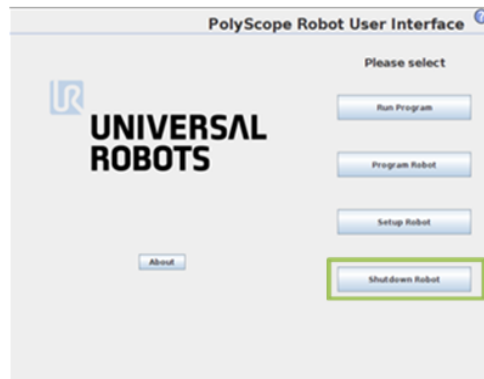 PolyScope Robot User Interface ?
Please select
UR
UNIVERSAL
ROBOTS
Run Program
Program Robot
Setup Robot
About
Shutdown Robot